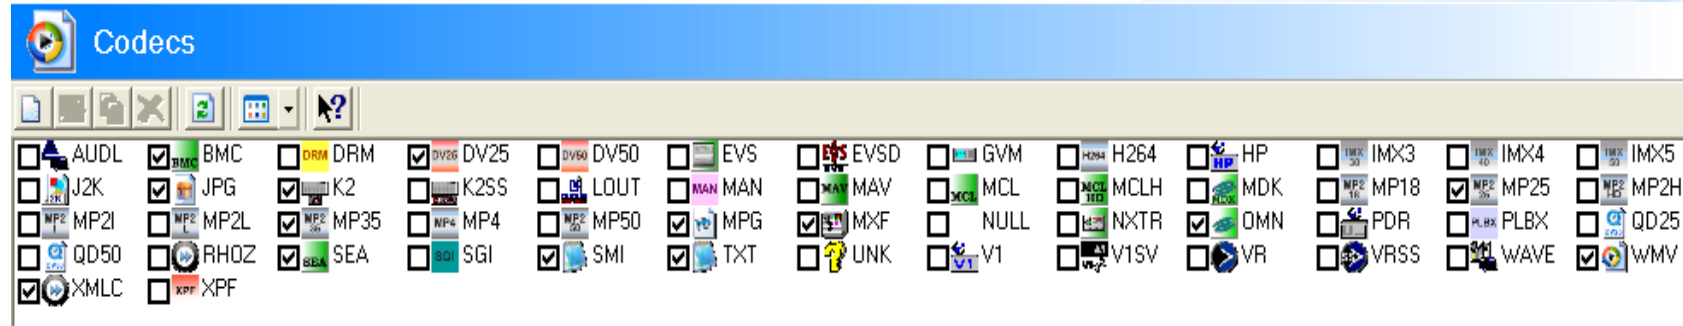 Codecs
AUDL BMC DRM DV25 DV50 EVS EVSD GVM H264 HP IMX3 IMX4 IMX5
J2K JPG K2 K2SS LOUT MAN MAV MCL MCLH MDK MP18 MP25 MP2H
MP2I MP2L MP35 MP4 MP50 MPG MXF NULL NXTR OMN PDR PLBX QD25
QD50 RHOZ SEA SGI SMI TXT UNK V1 V1SV VR VRSS WAVE WMV
XMLC XPF